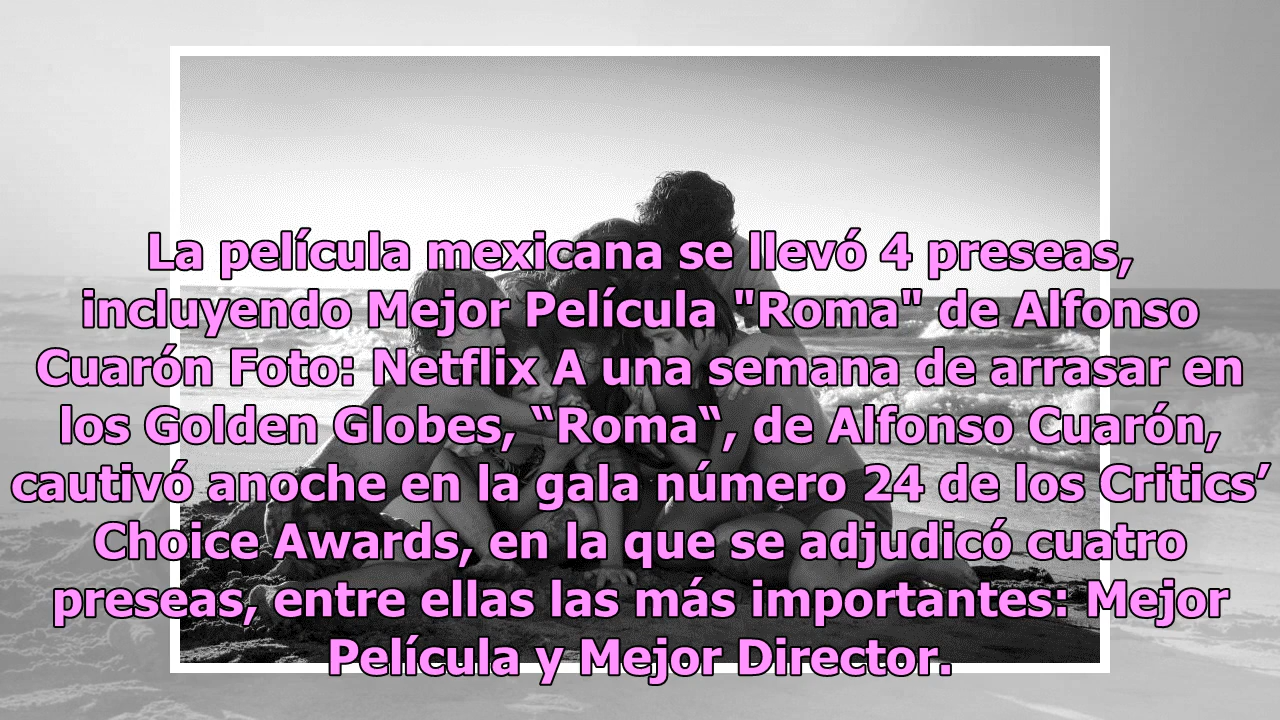 La película mexicana se llevó 4 preseas,
incluyendo Mejor Película "Roma" de Alfonso
Cuarón Foto: Netflix A una semana de arrasar en
los Golden Globes, “Roma“, de Alfonso Cuarón,
cautivó anoche en la gala número 24 de los Critics’
Choice Awards, en la que se adjudicó cuatro
preseas, entre ellas las más importantes: Mejor
Película y Mejor Director.